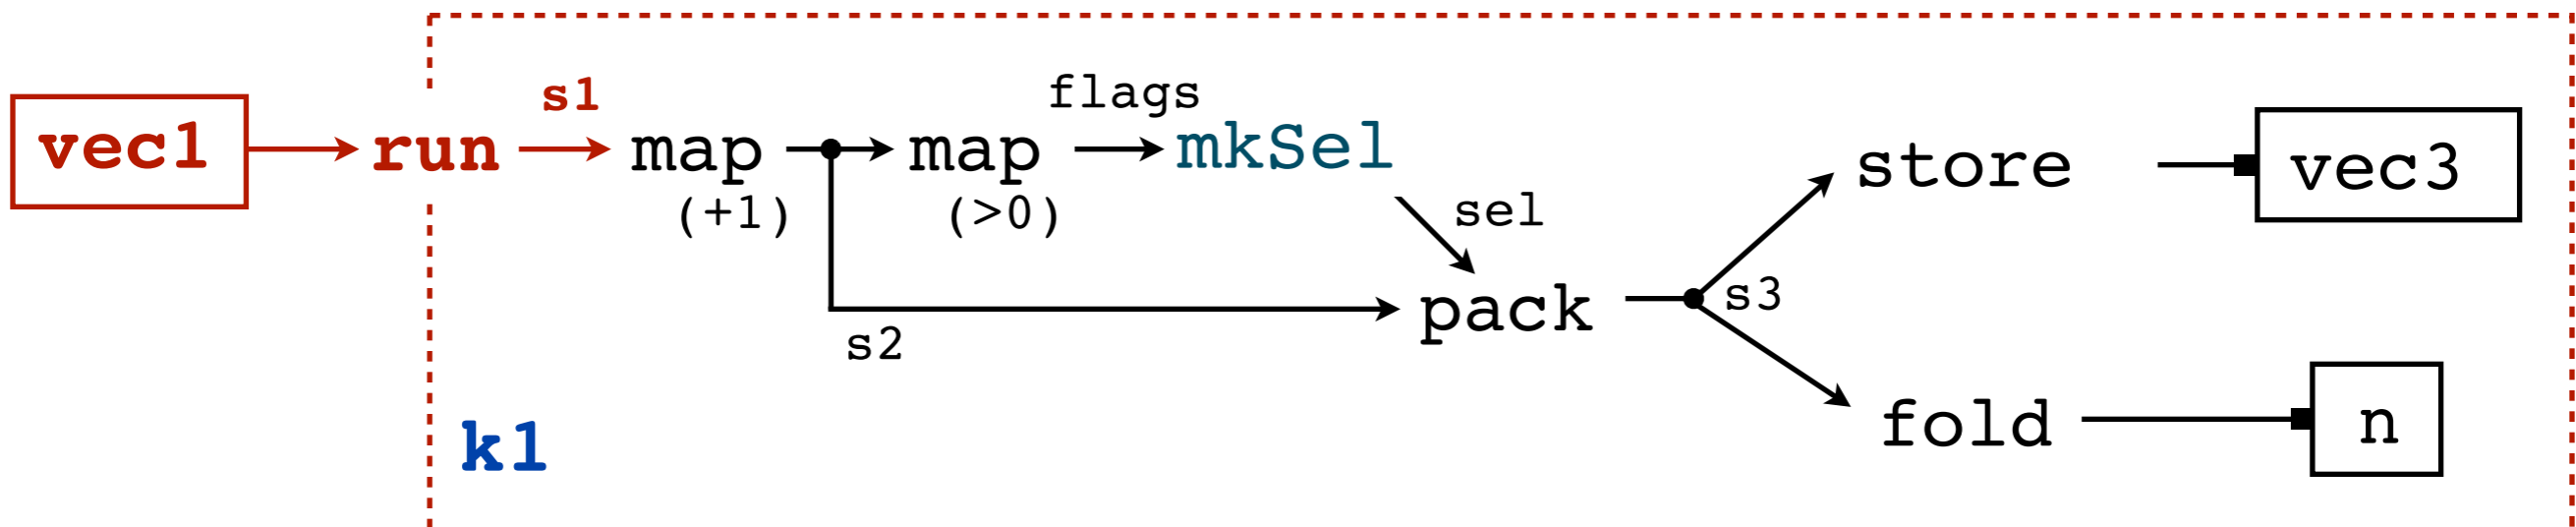 vec1
run
s1
map
(+1)
map
(>0)
flags
mkSel
sel
s2
pack
s3
store
vec3
fold
n
k1